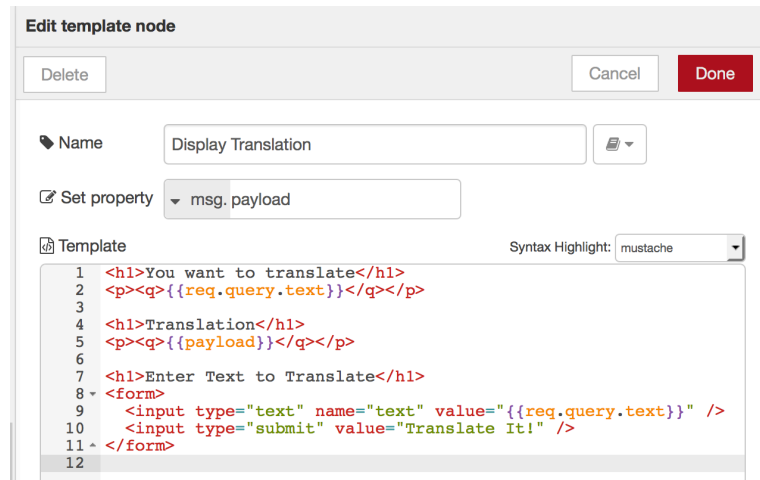 Edit template node
Delete
Cancel
Done
Name
Display Translation
Set property
msg. payload
Template
Syntax Highlight:
mustache
1 <h1>You want to translate</h1>
2 <p><q>{{req.query.text}}</q></p>
3
4 <h1>Translation</h1>
5 <p><q>{{payload}}</q></p>
6
7 <h1>Enter Text to Translate</h1>
8 <form>
9   <input type="text" name="text" value="{{req.query.text}}" />
10   <input type="submit" value="Translate It!" />
11 </form>
12